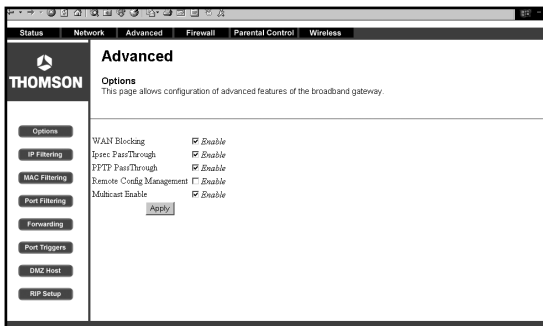 Status Network Advanced Firewall Parental Control Wireless
THOMSON
Advanced
Options
This page allows configuration of advanced features of the broadband gateway.
Options
IP Filtering
MAC Filtering
Port Filtering
Forwarding
Port Triggers
DMZ Host
RIP Setup
WAN Blocking Enable
Ipsec PassThrough Enable
PPTP PassThrough Enable
Remote Config Management Enable
Multicast Enable Enable
Apply